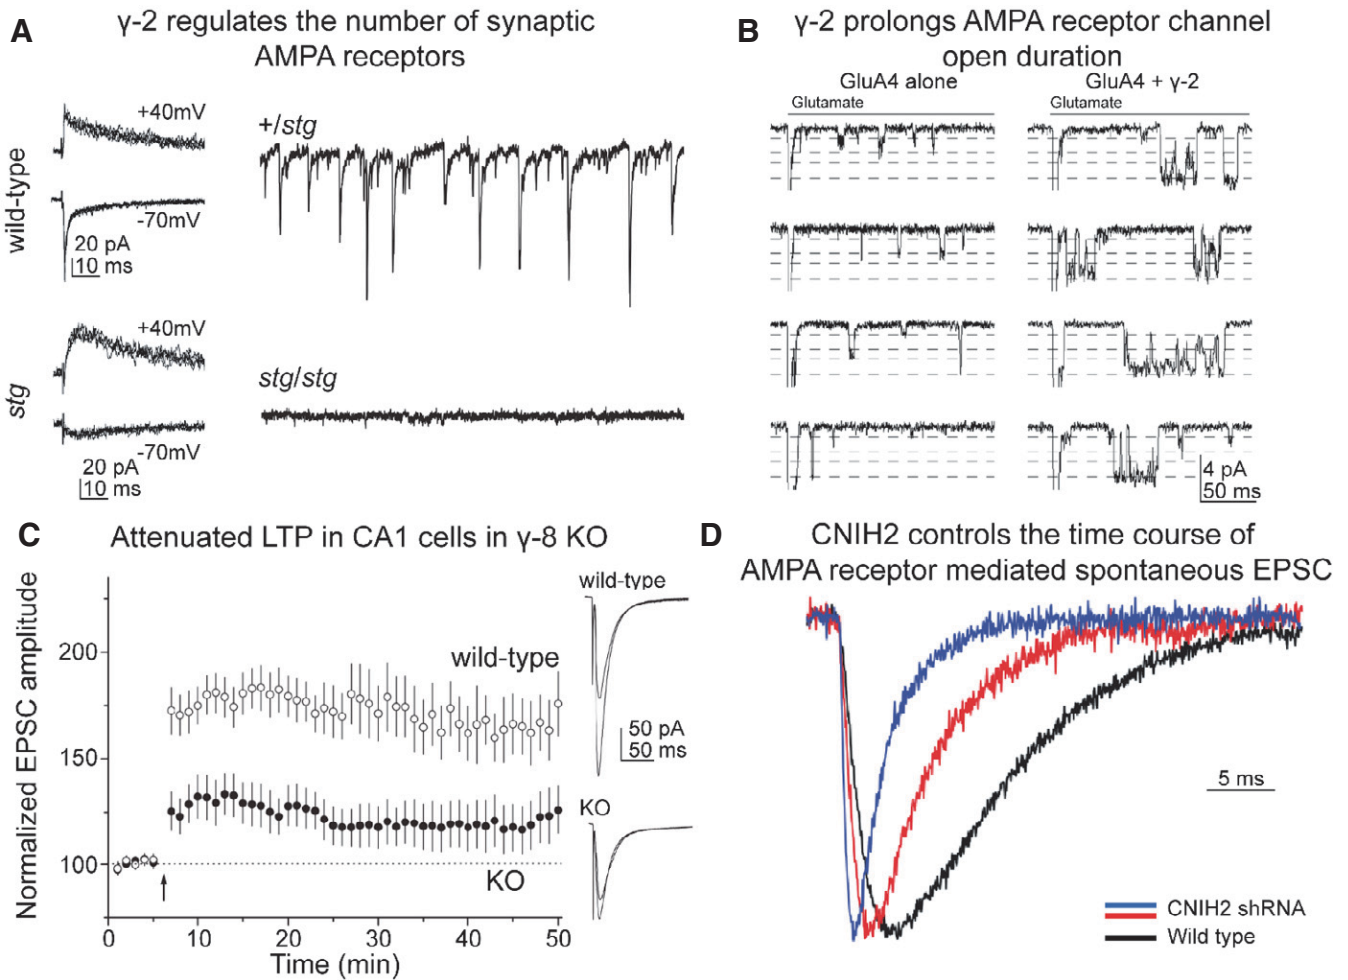 A
γ-2 regulates the number of synaptic
AMPA receptors
wild-type
+40mV
-70mV
20 pA
10 ms
+/stg
stg
+40mV
-70mV
20 pA
10 ms
stg/stg
B
γ-2 prolongs AMPA receptor channel
open duration
GluA4 alone
GluA4 + γ-2
Glutamate
Glutamate
4 pA
50 ms
C
Attenuated LTP in CA1 cells in γ-8 KO
Normalized EPSC amplitude
200
150
100
0
10
20
30
40
50
Time (min)
wild-type
KO
wild-type
50 pA
50 ms
KO
D
CNIH2 controls the time course of
AMPA receptor mediated spontaneous EPSC
5 ms
CNIH2 shRNA
Wild type